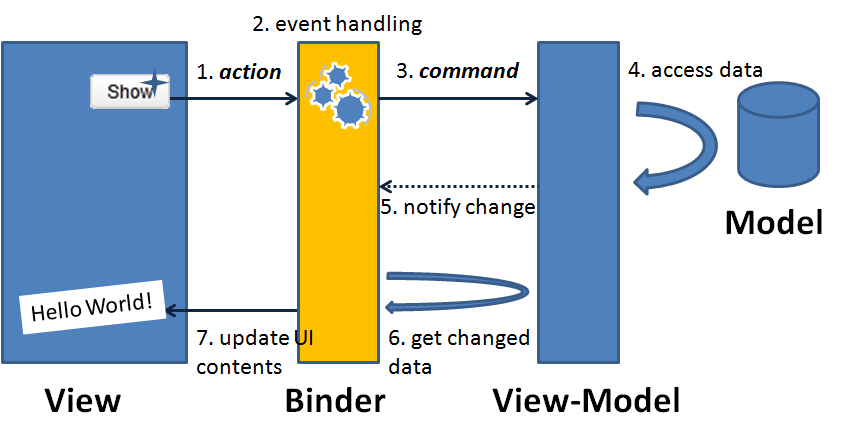 2. event handling
1. action
3. command
4. access data
Show
5. notify change
Model
Hello World!
7. update UI
contents
6. get changed
data
View
Binder
View-Model